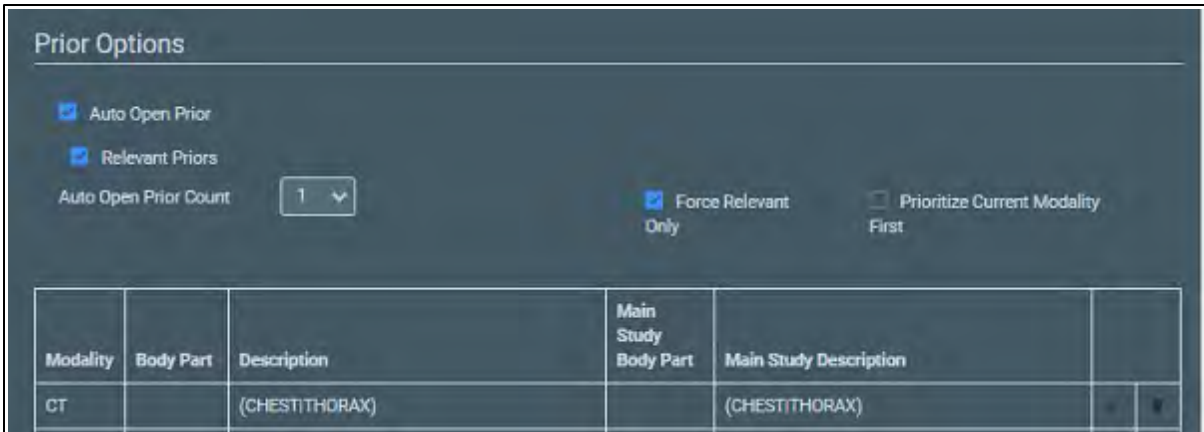 Prior Options
Auto Open Prior
Relevant Priors
Auto Open Prior Count 1
Force Relevant Only
Prioritize Current Modality First
Modality Body Part Description Main Study Body Part Main Study Description
CT (CHEST|THORAX) (CHEST|THORAX)